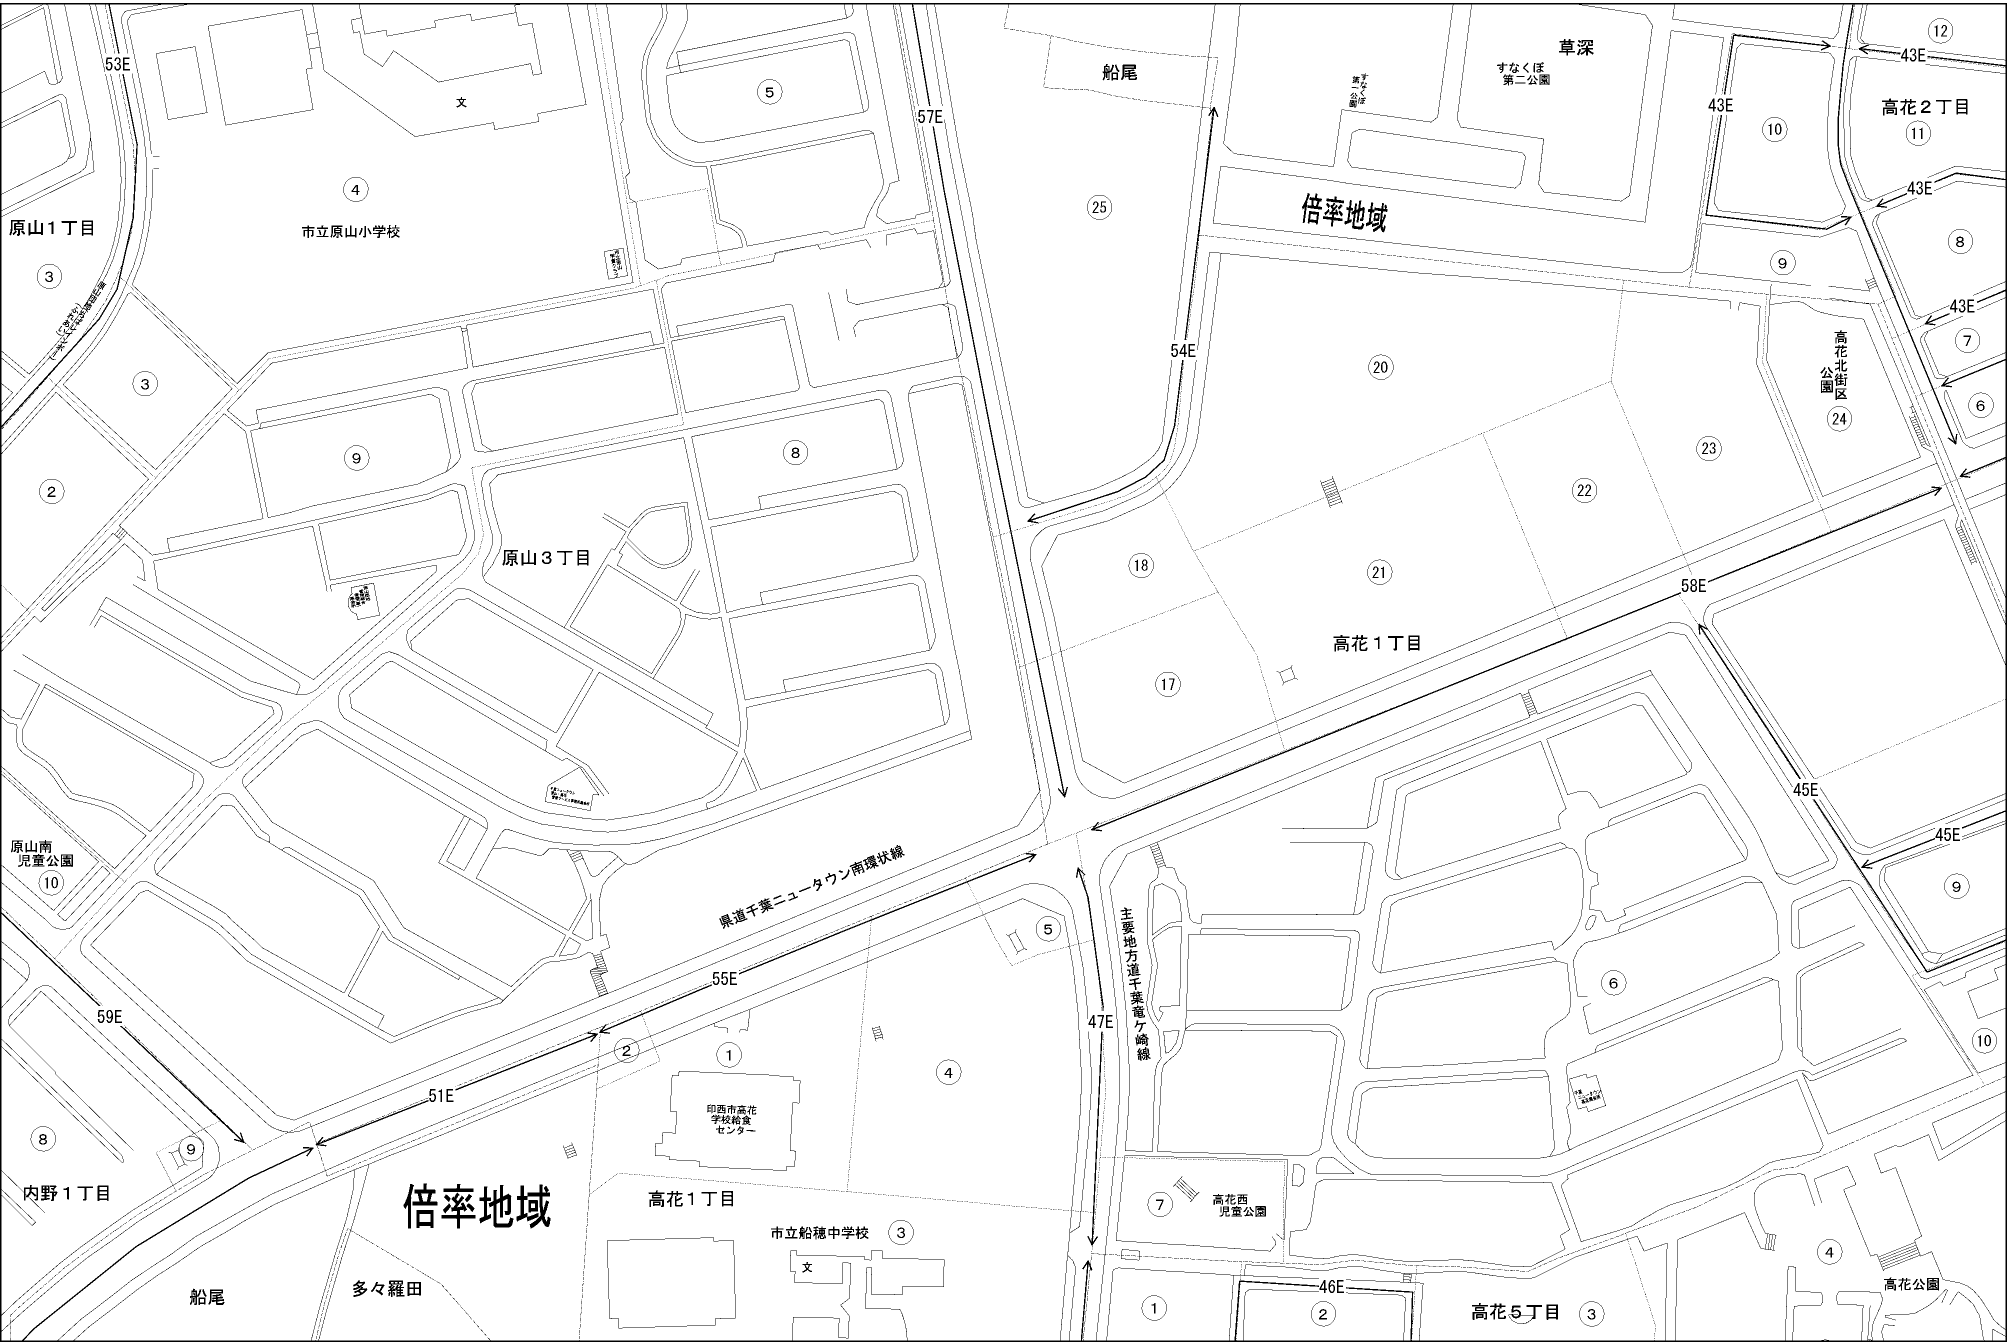 53E
文
⑤
57E
船尾
草深
すなくぼ
第二公園
すなくぼ
第一公園
43E
⑩
43E
⑫
高花２丁目
⑪
43E
④
市立原山小学校
原山１丁目
③
㉕
倍率地域
⑧
⑨
43E
⑦
高花北街区
公園
㉔
⑥
54E
⑳
③
②
⑨
⑧
㉓
㉒
原山３丁目
⑱
㉑
58E
高花１丁目
⑰
45E
45E
⑨
原山南
児童公園
⑩
県道千葉ニュータウン南環状線
⑤
主要地方道千葉竜ケ崎線
55E
⑥
59E
47E
②
①
④
⑩
51E
印西市高花
学校給食
センター
⑧
⑨
内野１丁目
倍率地域
高花１丁目
⑦
高花西
児童公園
市立船穂中学校
③
文
④
高花公園
船尾
多々羅田
①
46E
②
高花５丁目
③